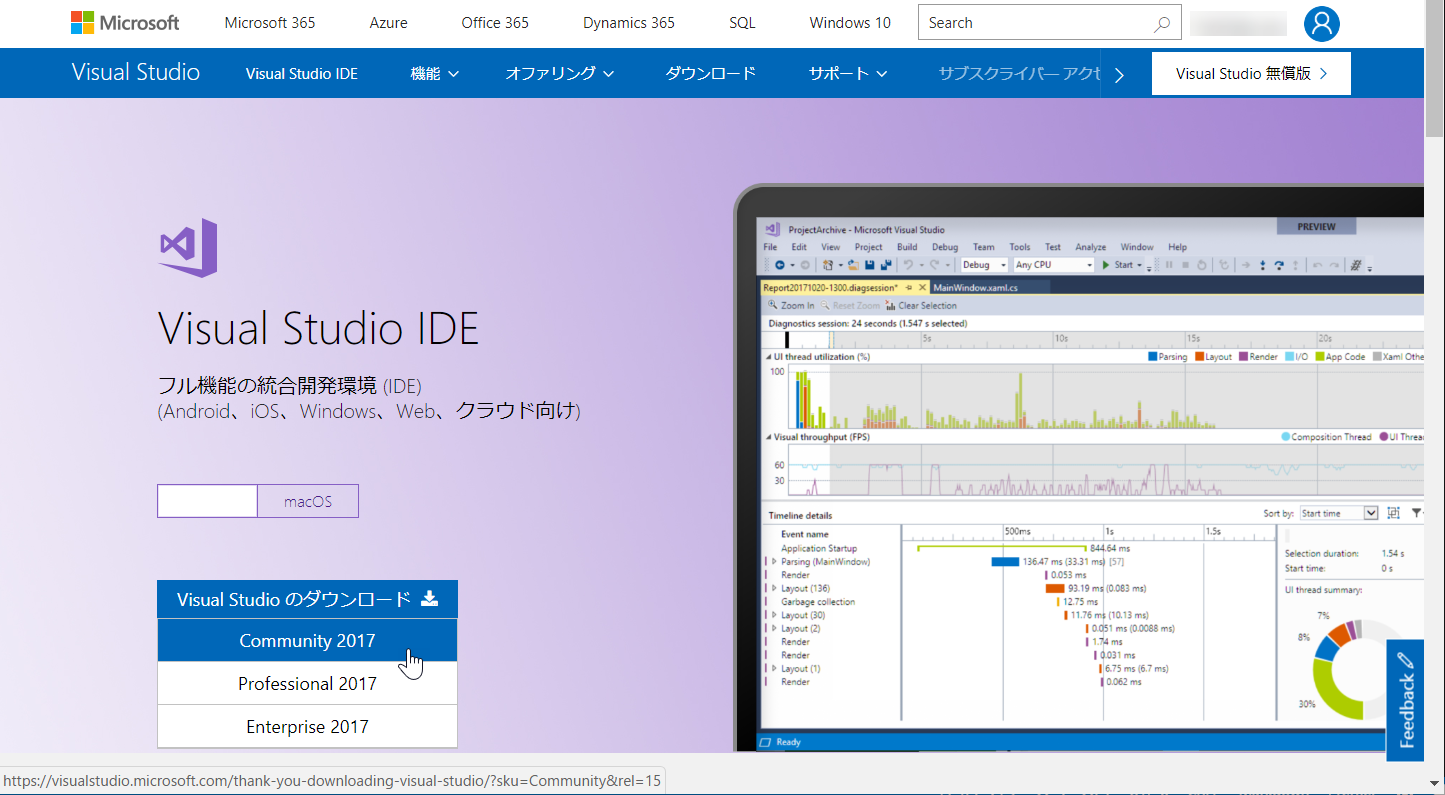 Microsoft
Microsoft 365
Azure
Office 365
Dynamics 365
SQL
Windows 10
Search
Visual Studio
Visual Studio IDE
機能
オファリング
ダウンロード
サポート
サブスクライバー アクセ
Visual Studio 無償版
Visual Studio IDE
フル機能の統合開発環境 (IDE)
(Android、iOS、Windows、Web、クラウド向け)
macOS
Visual Studio のダウンロード
Community 2017
Professional 2017
Enterprise 2017
ProjectArchive - Microsoft Visual Studio
PREVIEW
File Edit View Project Build Debug Team Tools Test Analyze Window Help
Debug Any CPU Start
Report20171020-1300.diagsession* MainWindow.xaml.cs
Zoom In Reset Zoom Clear Selection
Diagnostics session: 24 seconds (1.547 s selected)
5s 10s 15s 20s
UI thread utilization (%) Parsing Layout Render I/O App Code Xaml Othe
100
Visual throughput (FPS) Composition Thread UI Threa
60
30
Timeline details Sort by: Start time
Event name 500ms 1s 1.5s
Application Startup 844.64 ms
Parsing (MainWindow) 136.47 ms (33.31 ms) [57]
Render 0.053 ms
Layout (136) 93.19 ms (0.083 ms)
Garbage collection 12.75 ms
Layout (30) 11.76 ms (10.13 ms)
Layout (2) 0.051 ms (0.0088 ms)
Render 1.74 ms
Render 0.031 ms
Layout (1) 6.75 ms (6.7 ms)
Render 0.062 ms
Selection duration: 1.54 s
Start time: 0 s
UI thread summary:
7%
8%
30%
Ready
Feedback
https://visualstudio.microsoft.com/thank-you-downloading-visual-studio/?sku=Community&rel=15